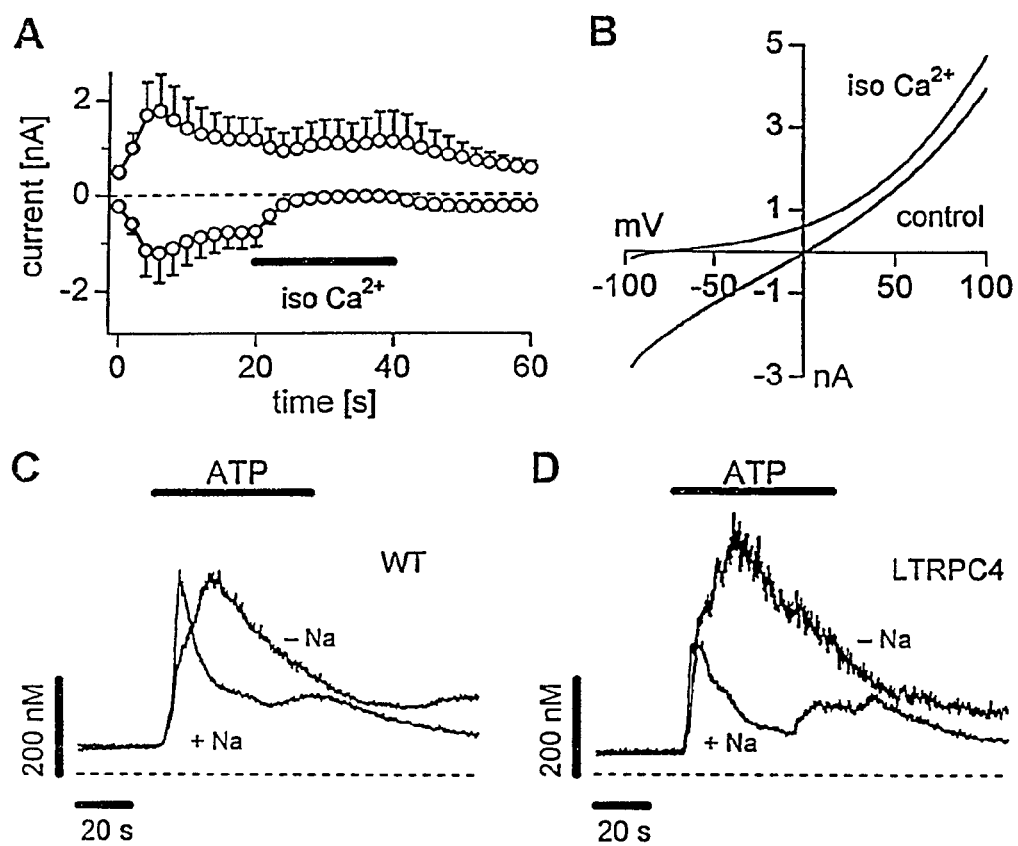 A
current [nA]
2
0
-2
iso Ca²⁺
0
20
40
60
time [s]
B
5
3
1
-1
-3
iso Ca²⁺
control
mV
-100
-50
50
100
nA
C
ATP
WT
– Na
+ Na
200 nM
20 s
D
ATP
LTRPC4
– Na
+ Na
200 nM
20 s